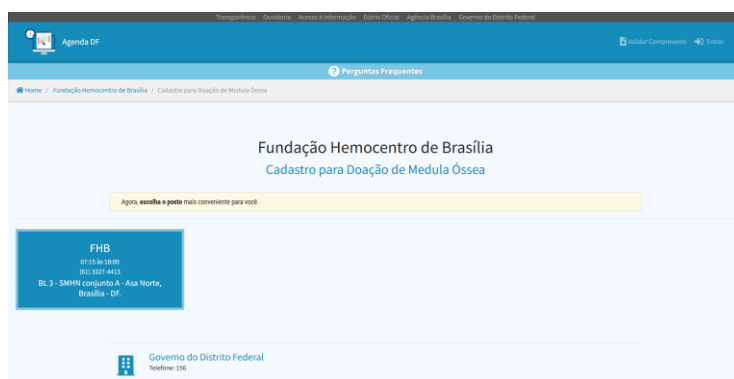 Transparência Ouvidoria Acesso à Informação Diário Oficial Agência Brasília Governo do Distrito Federal
Agenda DF
Validar Comprovante Entrar
Perguntas Frequentes
Home / Fundação Hemocentro de Brasília / Cadastro para Doação de Medula Óssea
Fundação Hemocentro de Brasília
Cadastro para Doação de Medula Óssea
Agora, escolha o posto mais conveniente para você.
FHB
07:15 às 18:00
(61) 3327-4413
BL 3 - SMHN conjunto A - Asa Norte,
Brasília - DF.
Governo do Distrito Federal
Telefone: 156